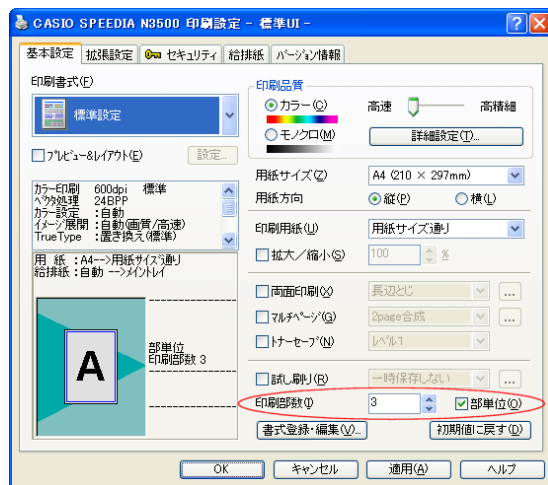 CASIO SPEEDIA N3500 印刷設定 - 標準UI -
基本設定 拡張設定 セキュリティ 給排紙 バージョン情報
印刷書式(F)
標準設定
プレビュー&レイアウト(E) 設定...
カラー印刷 600dpi 標準
ベクタ処理 24BPP
カラー設定 :自動
イメージ展開 :自動(画質/高速)
TrueType :置き換え(標準)
用 紙 :A4-->用紙サイズ通り
給排紙:自動 -->メイントレイ
A
部単位
印刷部数 3
印刷品質
カラー(C) 高速 高精細
モノクロ(M) 詳細設定(T)...
用紙サイズ(Z) A4 (210 × 297mm)
用紙方向 縦(P) 横(L)
印刷用紙(U) 用紙サイズ通り
拡大/縮小(S) 100 %
両面印刷(X) 長辺とじ ...
マルチページ(G) 2page合成 ...
トナーセーブ(N) レベル1
試し刷り(R) 一時保存しない ...
印刷部数(I) 3 部単位(O)
書式登録・編集(V)... 初期値に戻す(D)
OK キャンセル 適用(A) ヘルプ